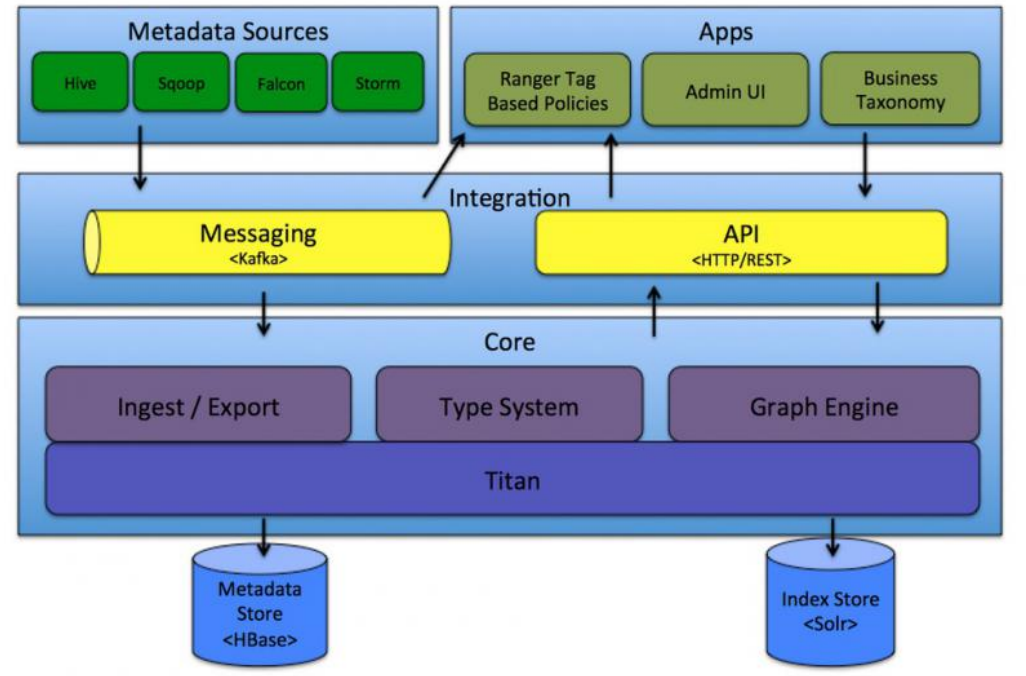 Metadata Sources
Hive
Sqoop
Falcon
Storm
Apps
Ranger Tag
Based Policies
Admin UI
Business
Taxonomy
Integration
Messaging
<Kafka>
API
<HTTP/REST>
Core
Ingest / Export
Type System
Graph Engine
Titan
Metadata
Store
<HBase>
Index Store
<Solr>